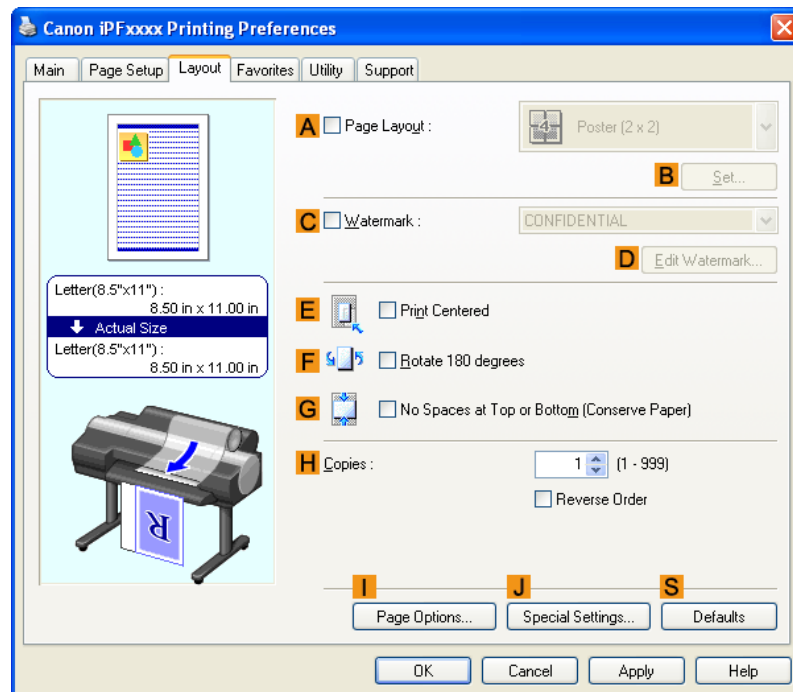 Canon iPFxxxx Printing Preferences
Main Page Setup Layout Favorites Utility Support
A Page Layout : 4 Poster (2 x 2)
B Set...
C Watermark : CONFIDENTIAL
D Edit Watermark...
Letter(8.5"x11") :
8.50 in x 11.00 in
Actual Size
Letter(8.5"x11") :
8.50 in x 11.00 in
E Print Centered
F Rotate 180 degrees
G No Spaces at Top or Bottom (Conserve Paper)
H Copies : 1 (1 - 999)
Reverse Order
R
I J S
Page Options... Special Settings... Defaults
OK Cancel Apply Help